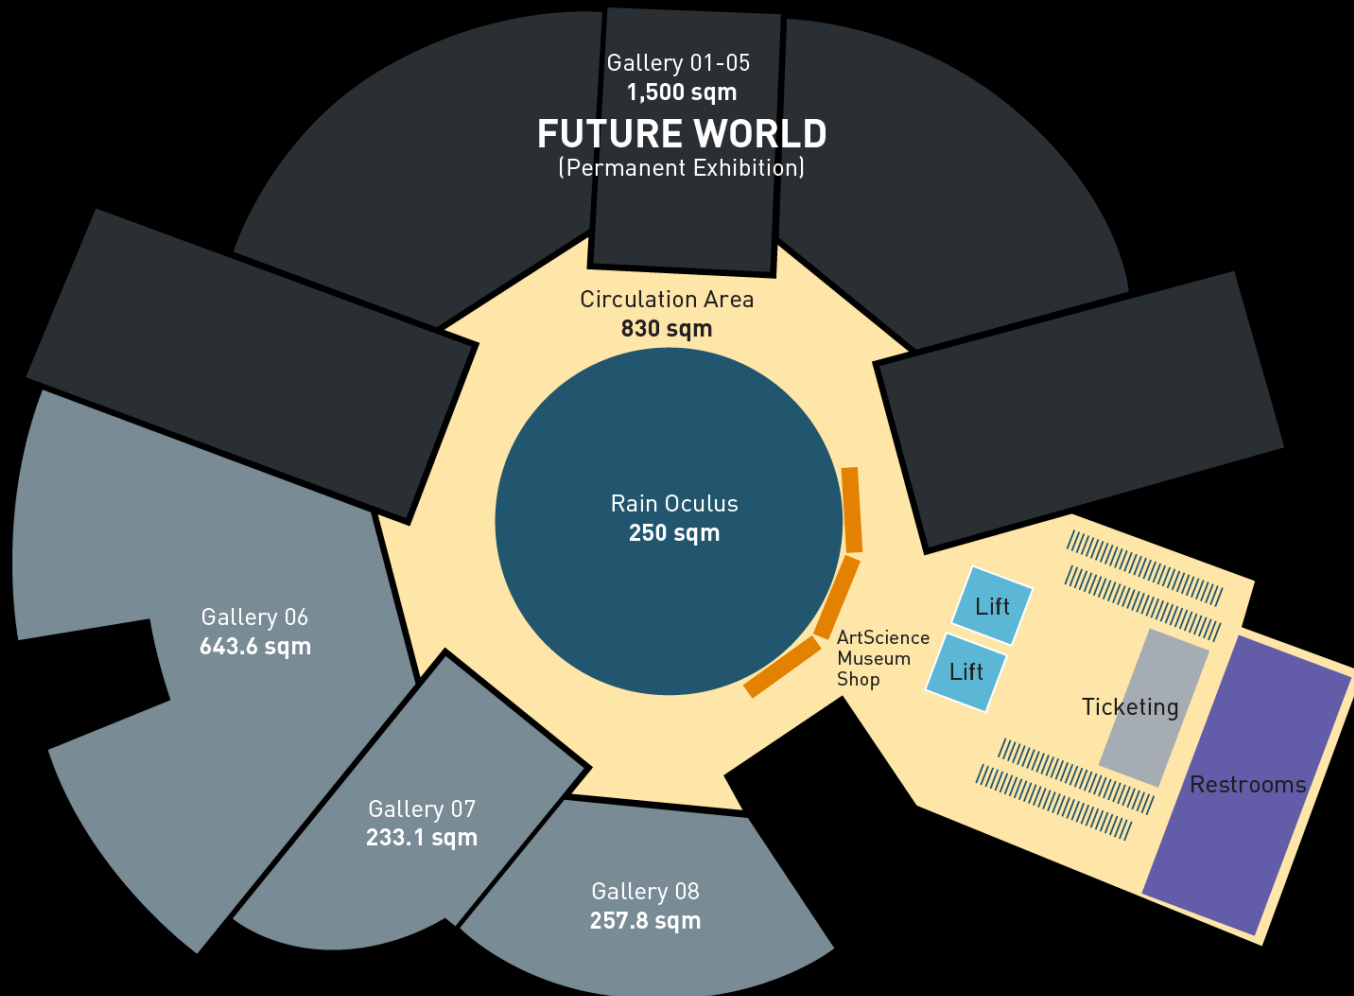 Gallery 01-05
1,500 sqm
FUTURE WORLD
(Permanent Exhibition)
Circulation Area
830 sqm
Rain Oculus
250 sqm
Gallery 06
643.6 sqm
Lift
ArtScience
Museum
Shop
Lift
Ticketing
Restrooms
Gallery 07
233.1 sqm
Gallery 08
257.8 sqm